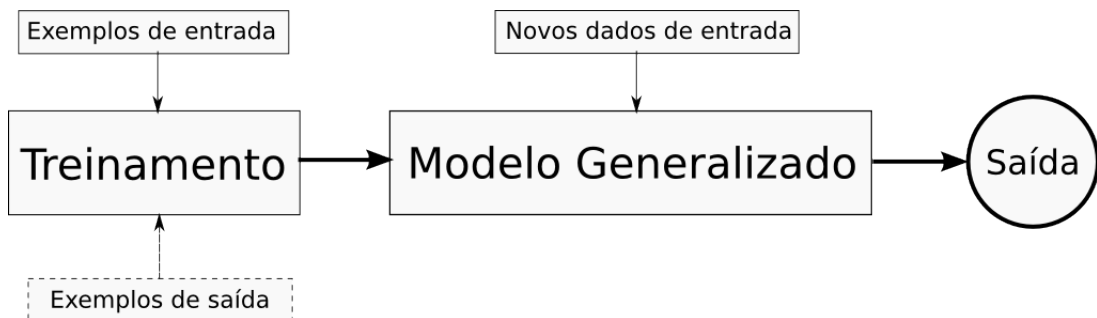 Exemplos de entrada
Novos dados de entrada
Treinamento
Modelo Generalizado
Saída
Exemplos de saída